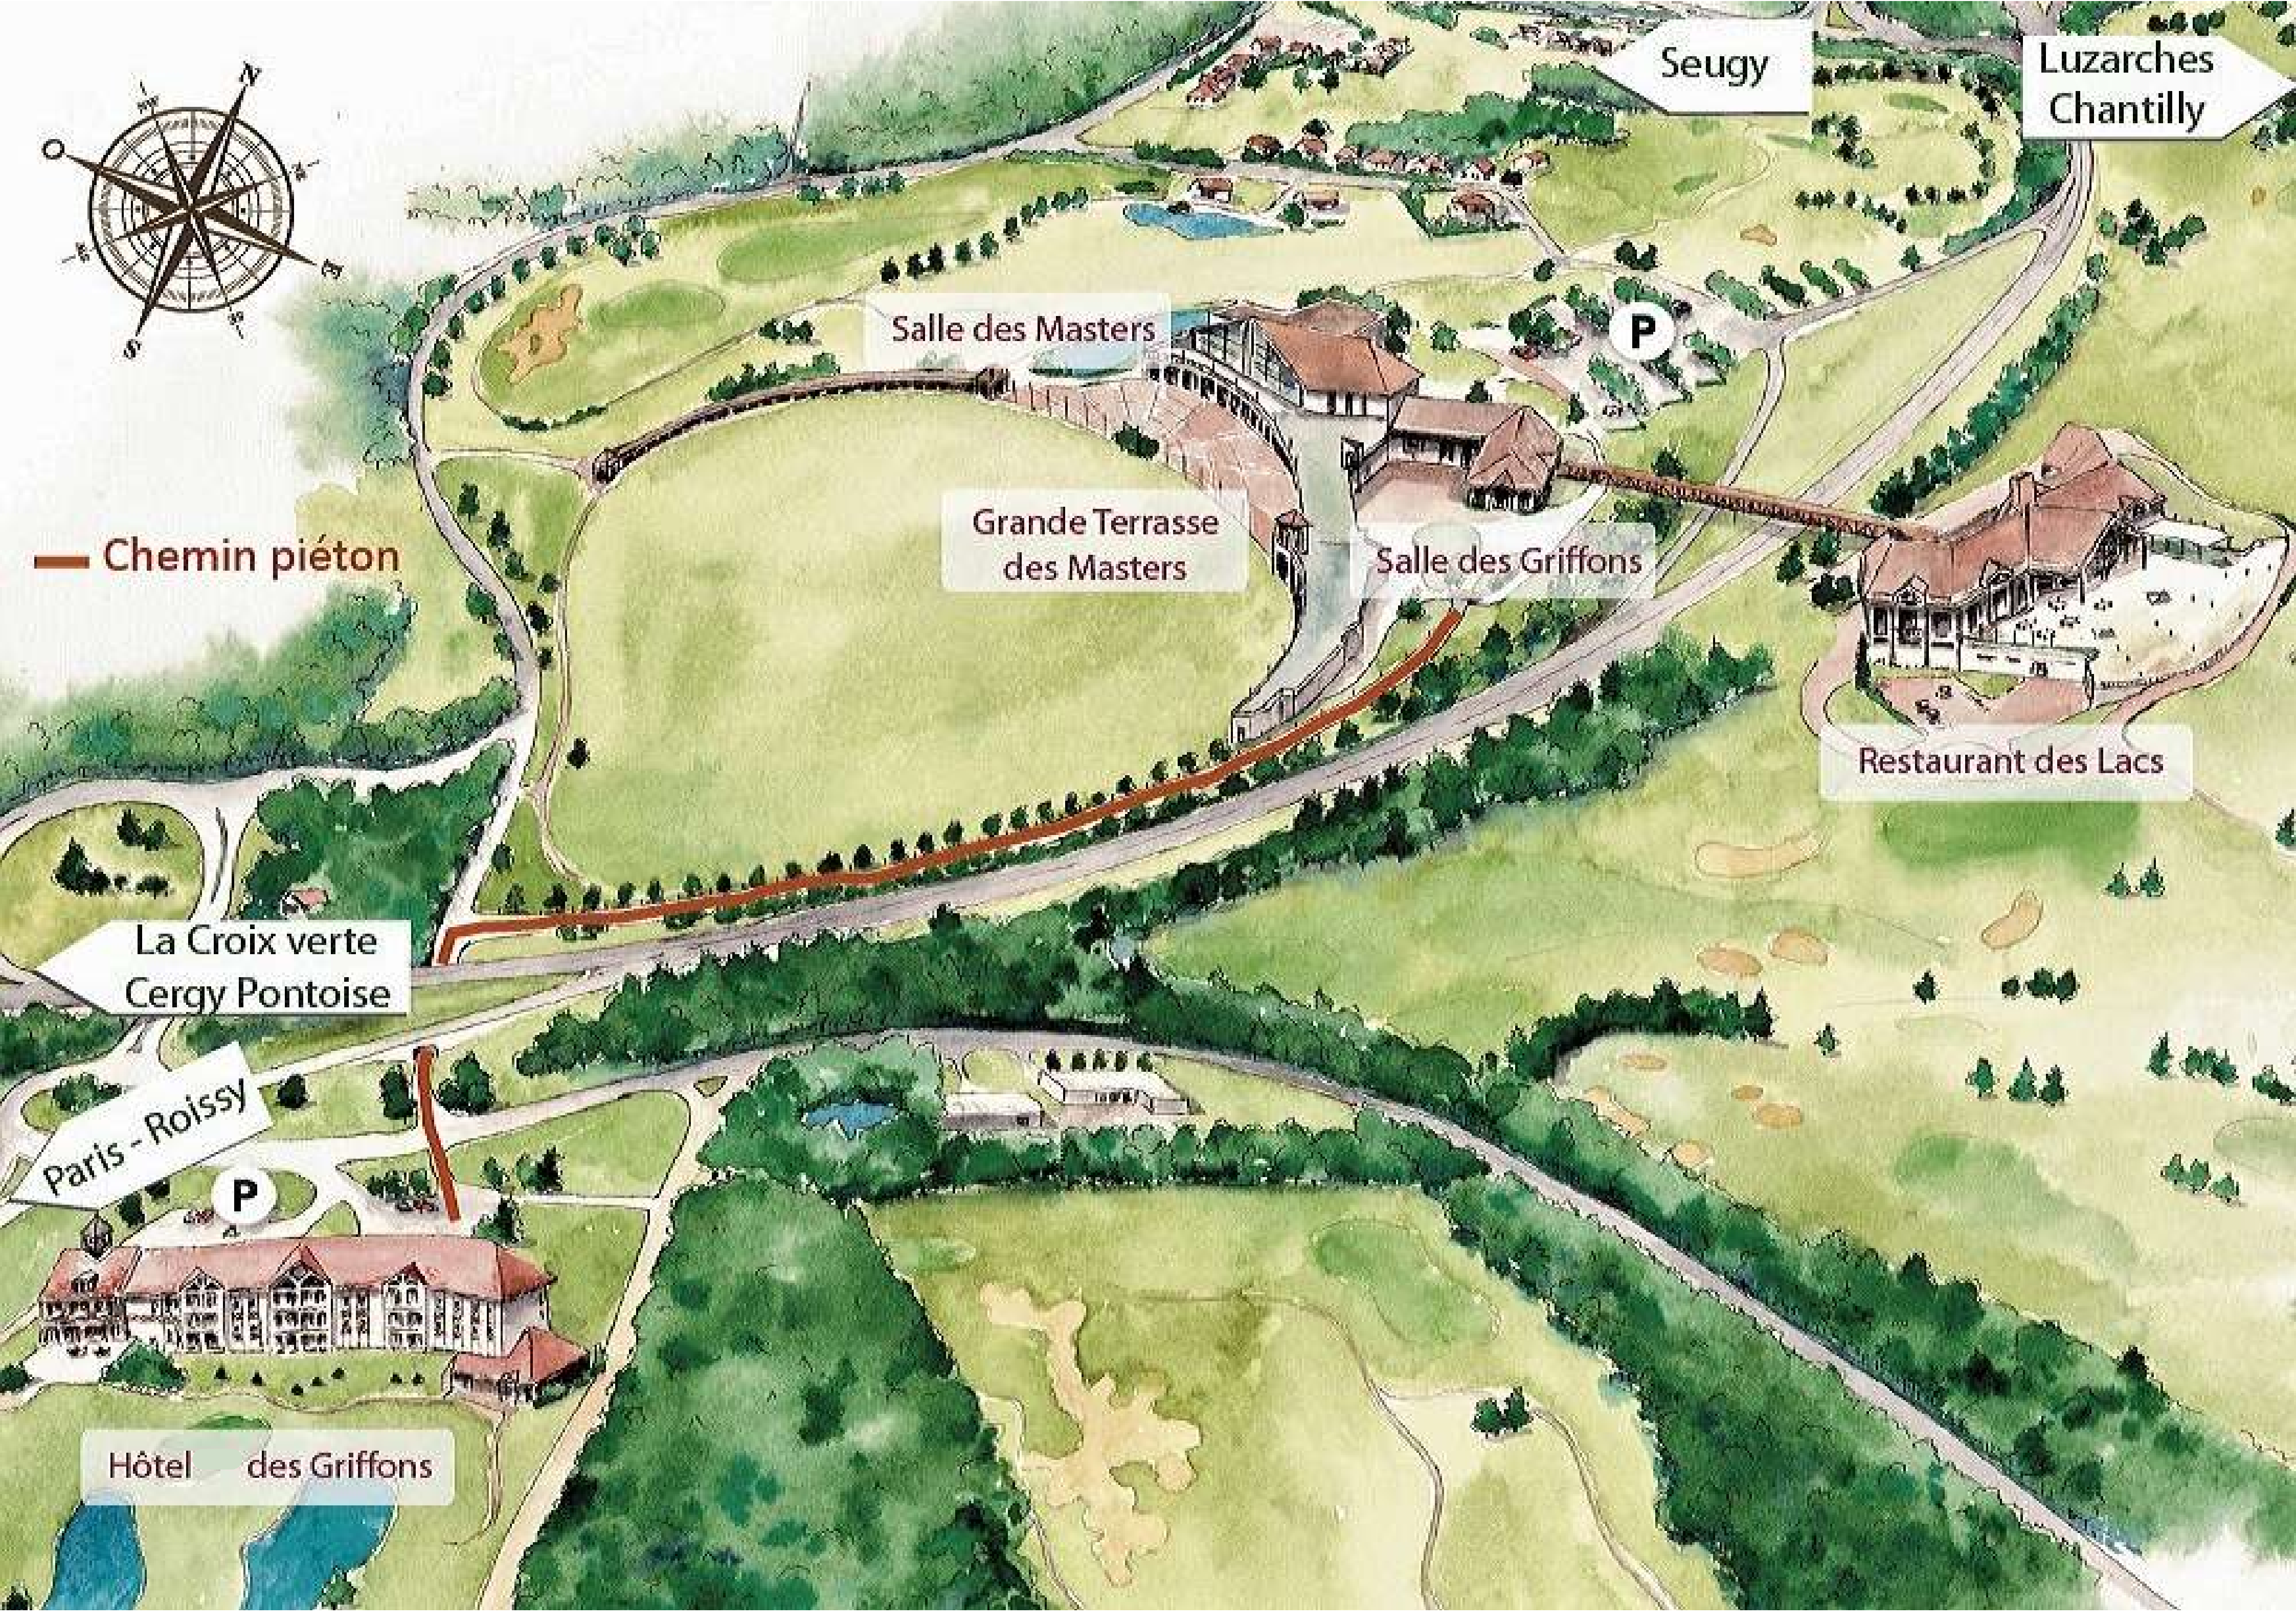 Seugy
Luzarches
Chantilly
N
NO
O
E
S
Salle des Masters
P
Grande Terrasse
des Masters
Salle des Griffons
Chemin piéton
Restaurant des Lacs
La Croix verte
Cergy Pontoise
Paris - Roissy
P
Hôtel des Griffons